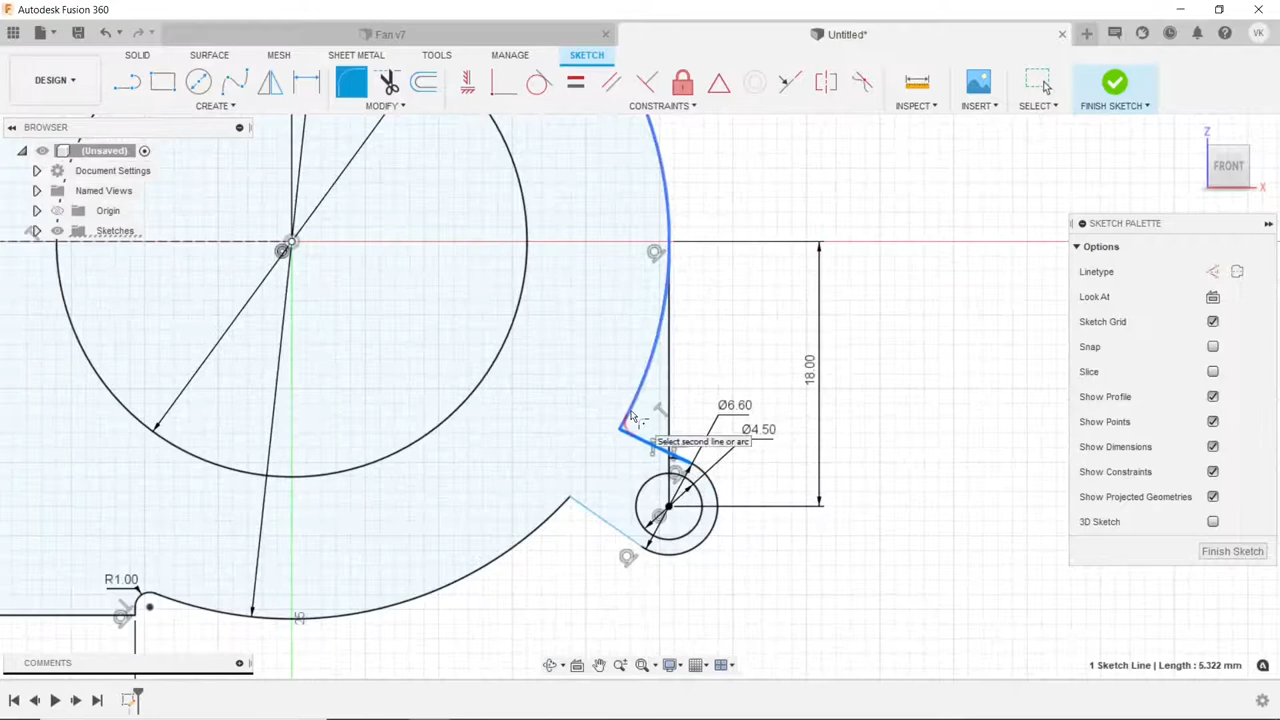 Autodesk Fusion 360
Fan v7
Untitled*
VK
DESIGN
SOLID
SURFACE
MESH
SHEET METAL
TOOLS
MANAGE
SKETCH
CREATE
MODIFY
CONSTRAINTS
INSPECT
INSERT
SELECT
FINISH SKETCH
BROWSER
(Unsaved)
Document Settings
Named Views
Origin
Sketches
Z
FRONT
X
SKETCH PALETTE
Options
Linetype
Look At
Sketch Grid
Snap
Slice
Show Profile
Show Points
Show Dimensions
Show Constraints
Show Projected Geometries
3D Sketch
Finish Sketch
18.00
Ø6.60
Ø4.50
Select second line or arc
R1.00
25
COMMENTS
1 Sketch Line | Length : 5.322 mm